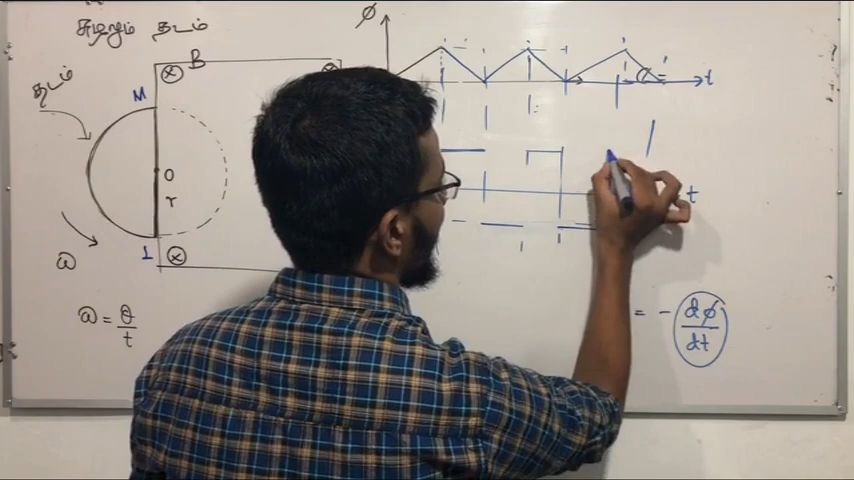 சுழலும் தடம்
தடம்
B
M
O
r
L
ω
ω = θ/t
ϕ
t
t
= - dϕ/dt